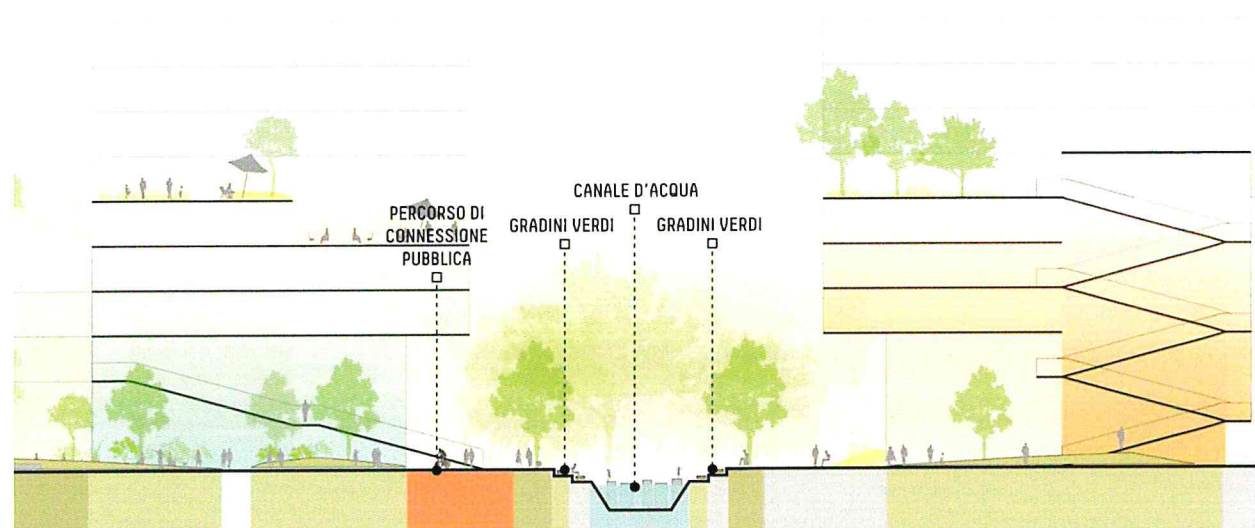 PERCORSO DI
CONNESSIONE
PUBBLICA
GRADINI VERDI
CANALE D'ACQUA
GRADINI VERDI